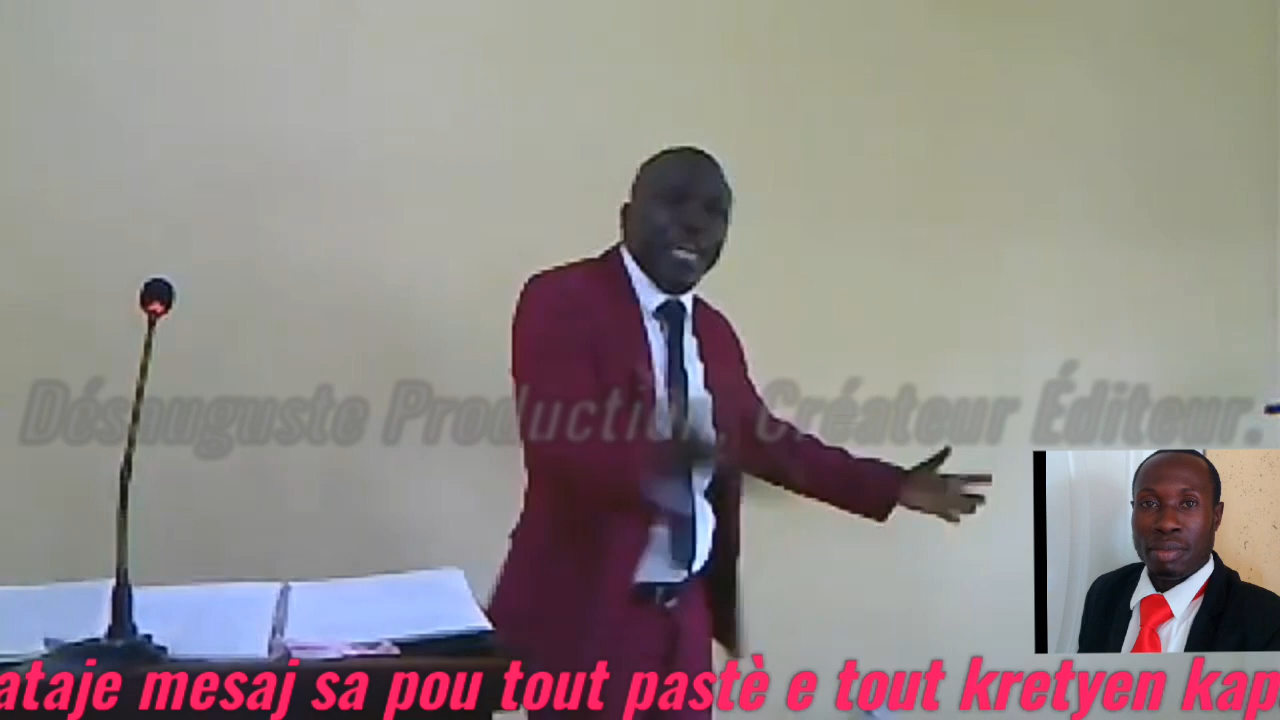 Désauguste Production, Créateur Éditeur.
ataje mesaj sa pou tout pastè e tout kretyen kap